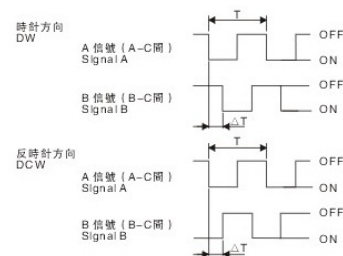 時針方向
DW
T
A 信號 (A-C間)
Signal A
OFF
ON
B 信號 (B-C間)
Signal B
OFF
ON
△T
反時針方向
DCW
T
A 信號 (A-C間)
Signal A
OFF
ON
B 信號 (B-C間)
Signal B
OFF
ON
△T